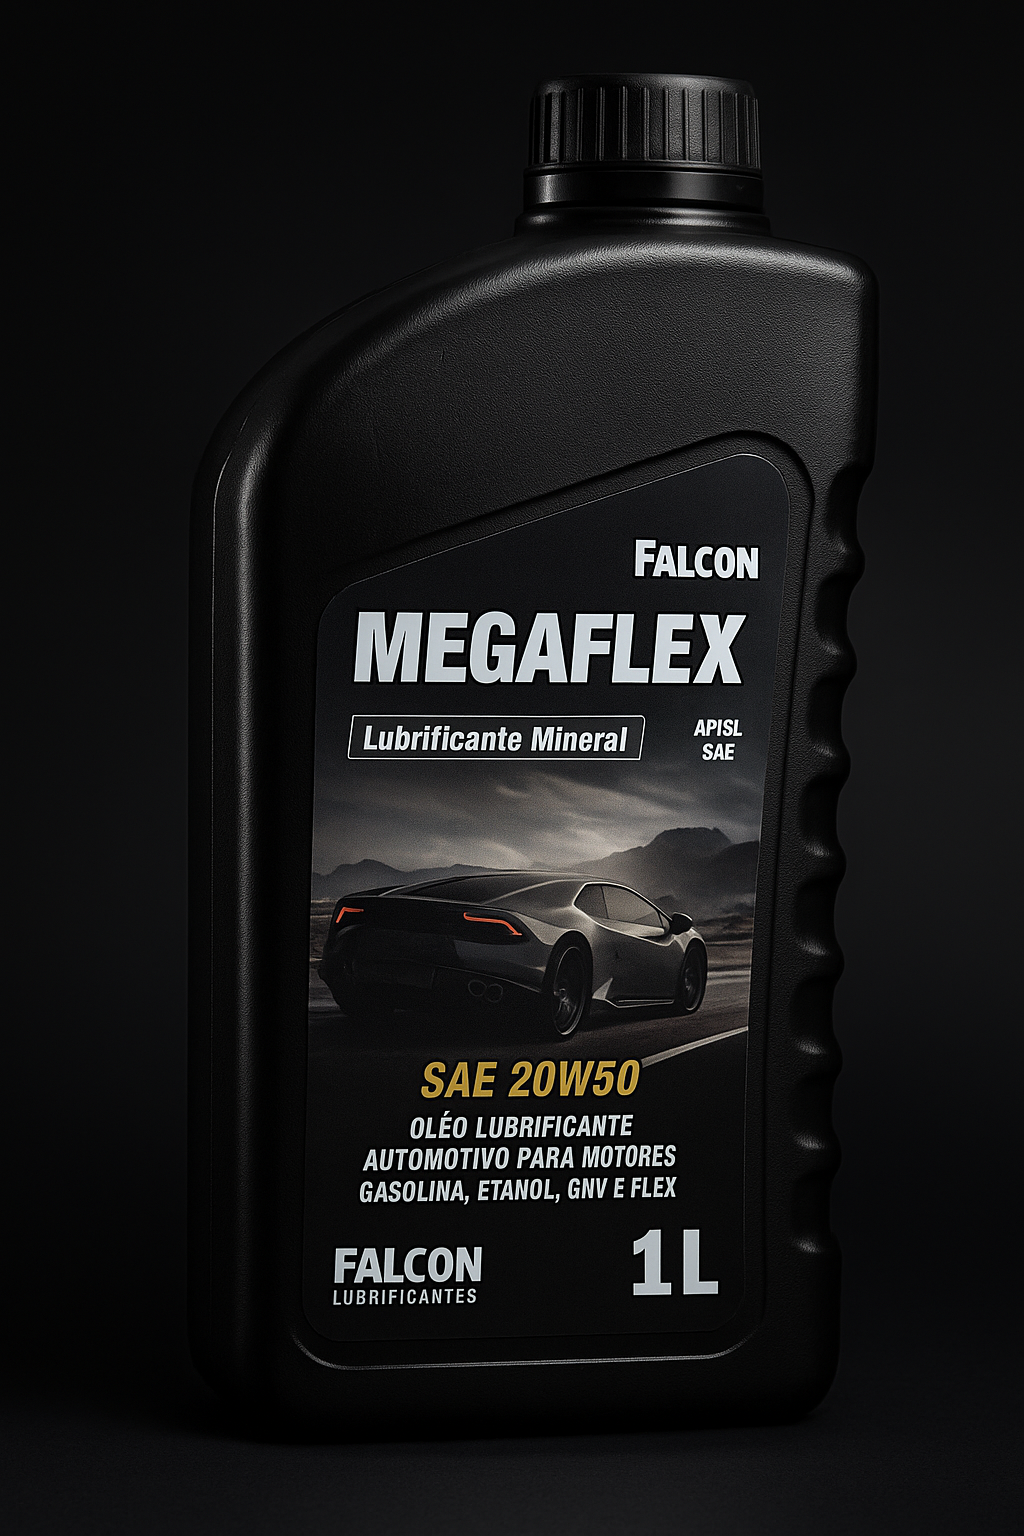 FALCON
MEGAFLEX
Lubrificante Mineral
APISL
SAE
SAE 20W50
OLÉO LUBRIFICANTE
AUTOMOTIVO PARA MOTORES
GASOLINA, ETANOL, GNV E FLEX
FALCON
LUBRIFICANTES
1L